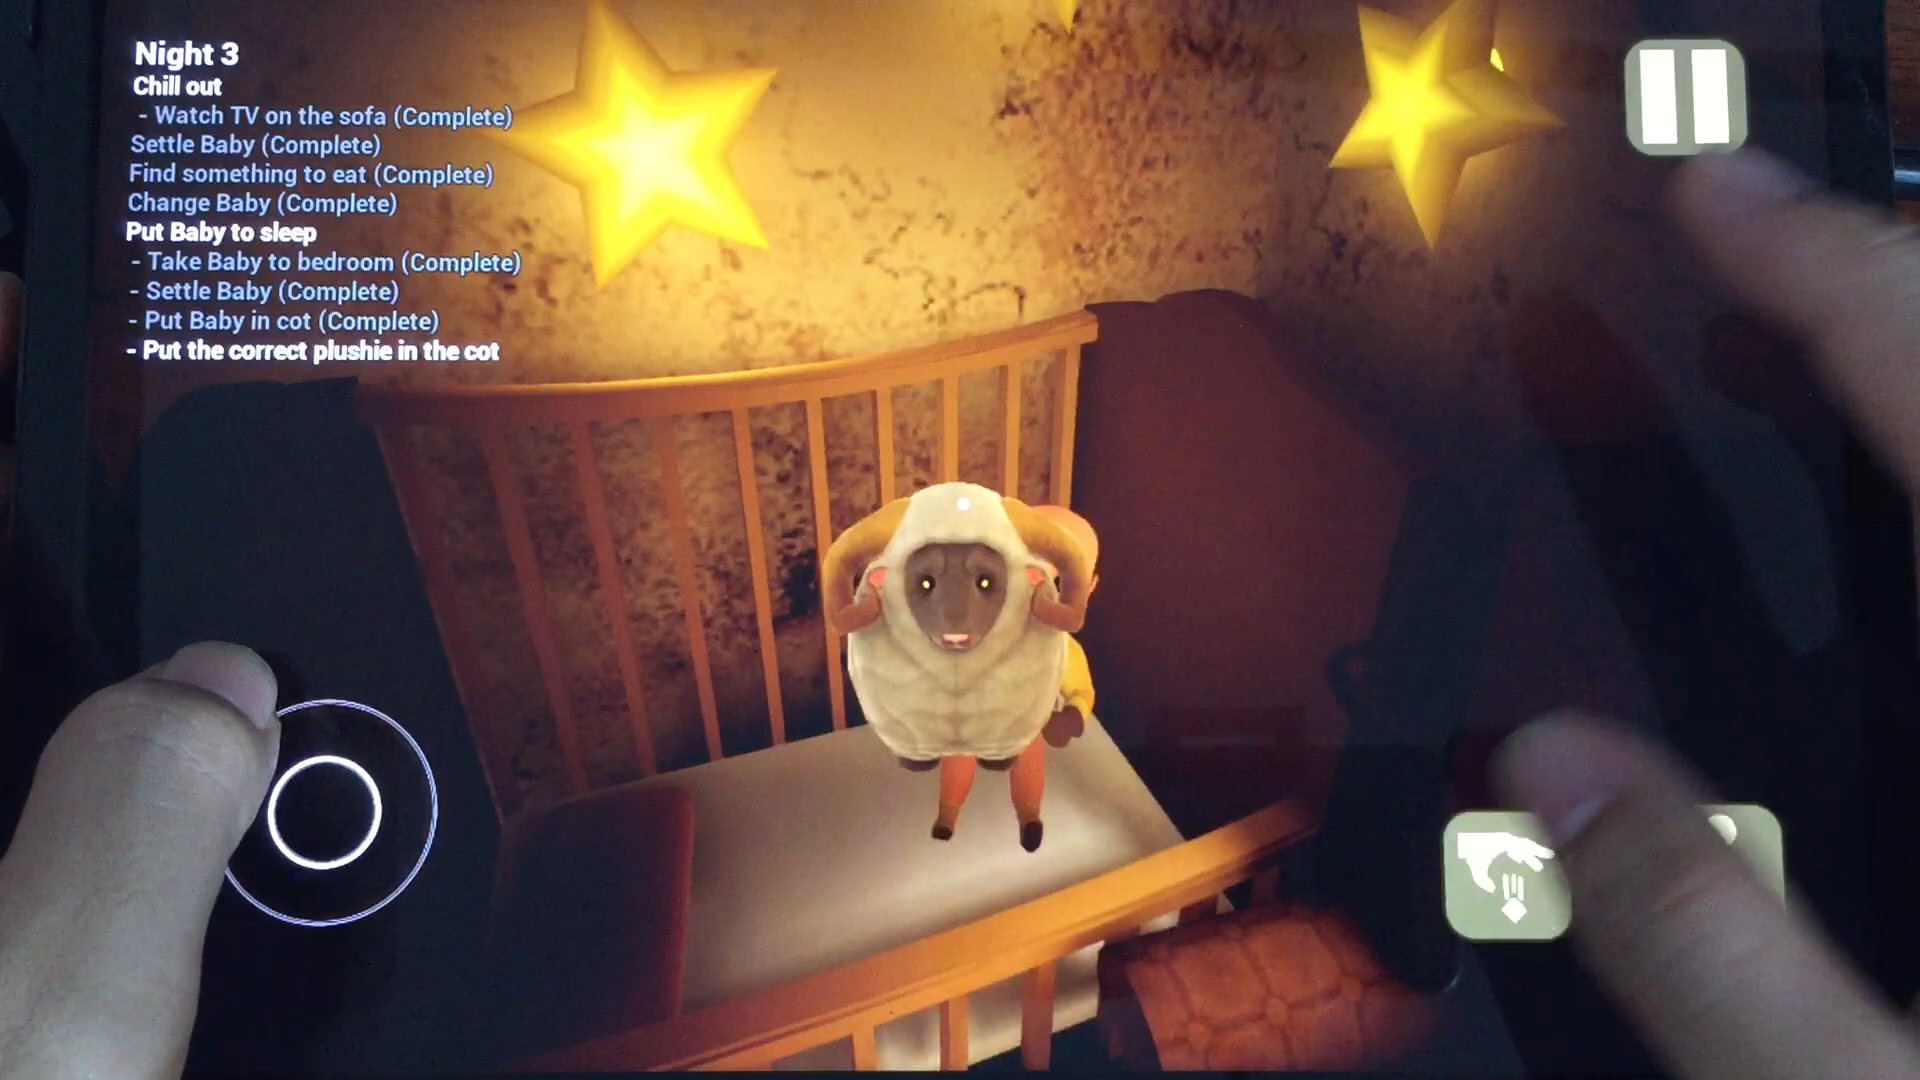 Night 3
Chill out
- Watch TV on the sofa (Complete)
Settle Baby (Complete)
Find something to eat (Complete)
Change Baby (Complete)
Put Baby to sleep
- Take Baby to bedroom (Complete)
- Settle Baby (Complete)
- Put Baby in cot (Complete)
- Put the correct plushie in the cot